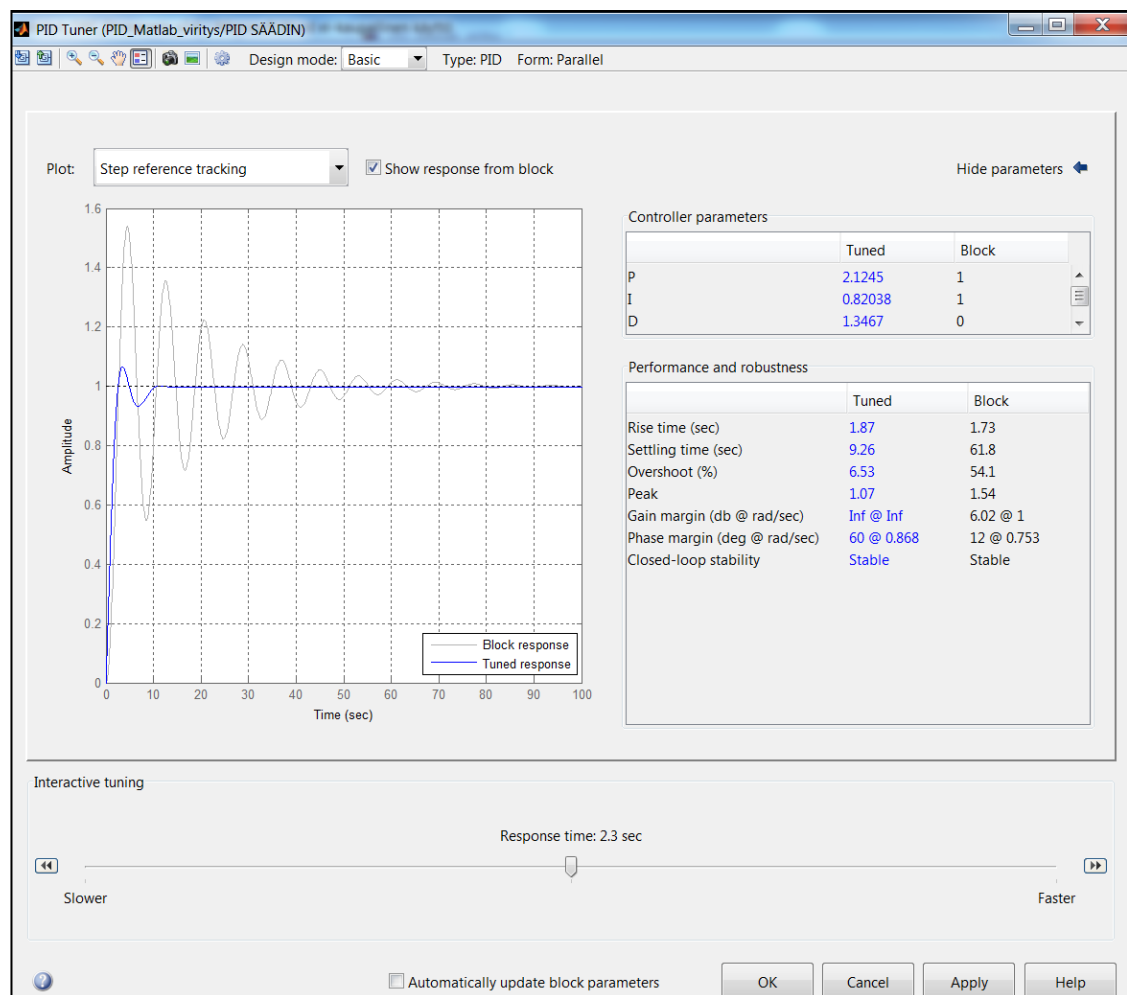 PID Tuner (PID_Matlab_viritys/PID SÄÄDIN)
Design mode: Basic Type: PID Form: Parallel
Plot: Step reference tracking Show response from block Hide parameters
1.6
1.4
1.2
1
0.8
0.6
0.4
0.2
0
Amplitude
0 10 20 30 40 50 60 70 80 90 100
Time (sec)
Block response
Tuned response
Controller parameters
Tuned Block
P 2.1245 1
I 0.82038 1
D 1.3467 0
Performance and robustness
Tuned Block
Rise time (sec) 1.87 1.73
Settling time (sec) 9.26 61.8
Overshoot (%) 6.53 54.1
Peak 1.07 1.54
Gain margin (db @ rad/sec) Inf @ Inf 6.02 @ 1
Phase margin (deg @ rad/sec) 60 @ 0.868 12 @ 0.753
Closed-loop stability Stable Stable
Interactive tuning
Response time: 2.3 sec
Slower Faster
Automatically update block parameters OK Cancel Apply Help